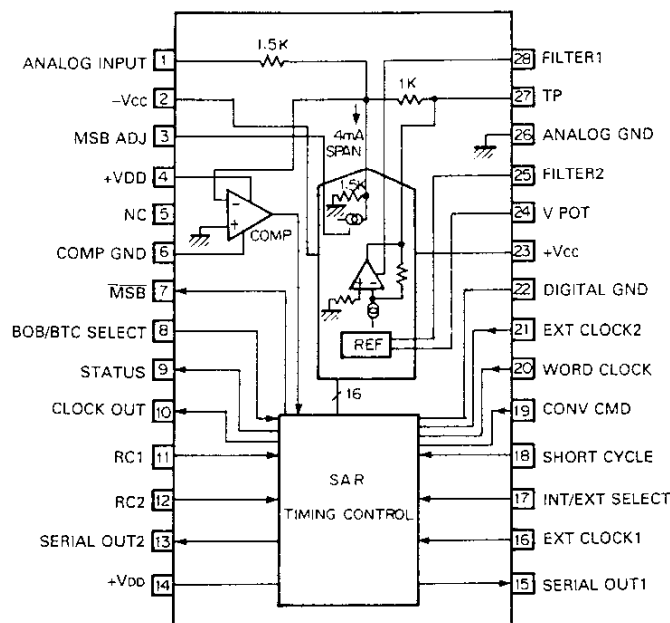 ANALOG INPUT 1
-Vcc 2
MSB ADJ 3
+VDD 4
NC 5
COMP GND 6
M̅S̅B̅ 7
BOB/BTC SELECT 8
STATUS 9
CLOCK OUT 10
RC1 11
RC2 12
SERIAL OUT2 13
+VDD 14
1.5K
1K
4mA
SPAN
1.5K
- +
COMP
+ -
REF
16
SAR
TIMING CONTROL
28 FILTER1
27 TP
26 ANALOG GND
25 FILTER2
24 V POT
23 +Vcc
22 DIGITAL GND
21 EXT CLOCK2
20 WORD CLOCK
19 CONV CMD
18 SHORT CYCLE
17 INT/EXT SELECT
16 EXT CLOCK1
15 SERIAL OUT1